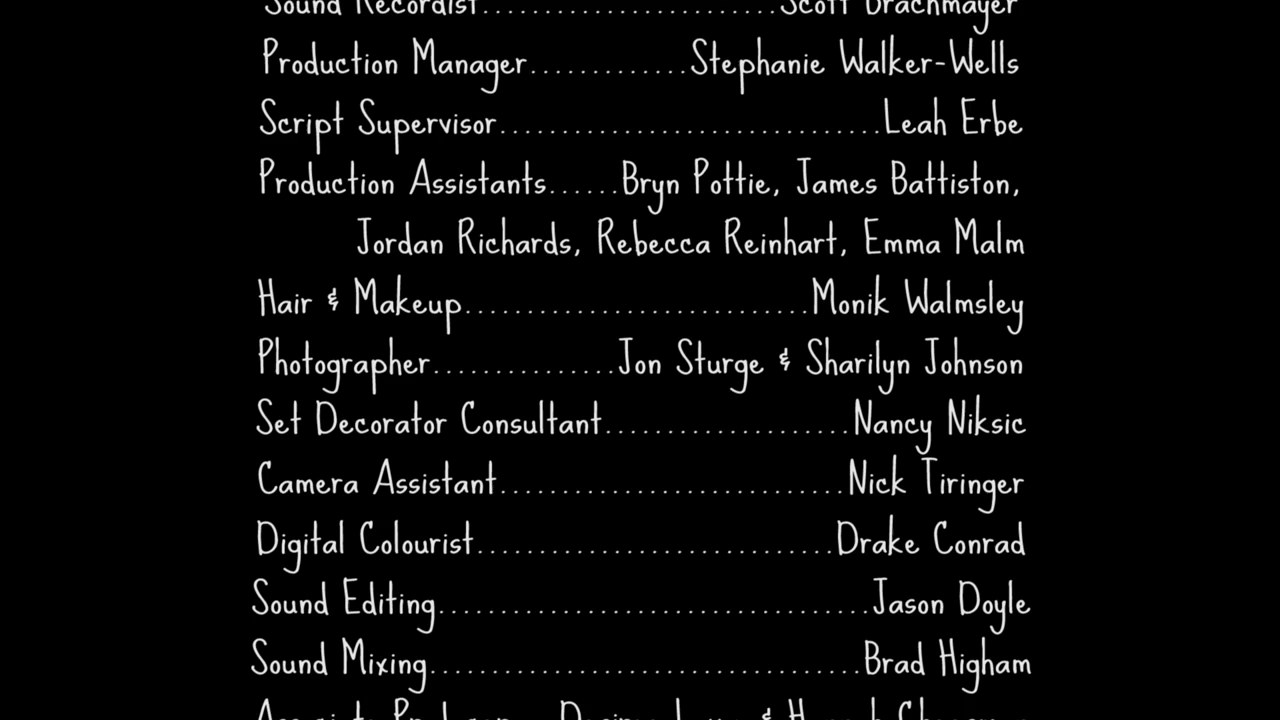 Sound Recordist..........................Scott Drachmayer
Production Manager.............Stephanie Walker-Wells
Script Supervisor...............................Leah Erbe
Production Assistants......Bryn Pottie, James Battiston,
Jordan Richards, Rebecca Reinhart, Emma Malm
Hair & Makeup............................Monik Walmsley
Photographer...............Jon Sturge & Sharilyn Johnson
Set Decorator Consultant....................Nancy Niksic
Camera Assistant............................Nick Tiringer
Digital Colourist.............................Drake Conrad
Sound Editing...................................Jason Doyle
Sound Mixing...................................Brad Higham
&